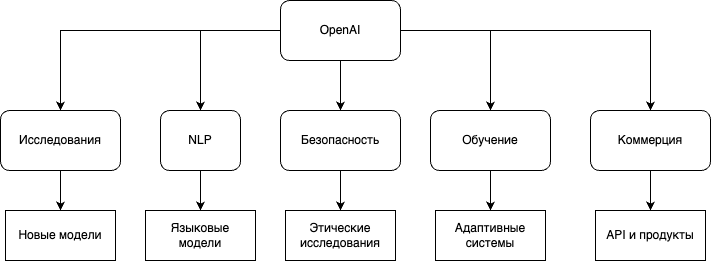 OpenAI
Исследования
NLP
Безопасность
Обучение
Коммерция
Новые модели
Языковые
модели
Этические
исследования
Адаптивные
системы
API и продукты